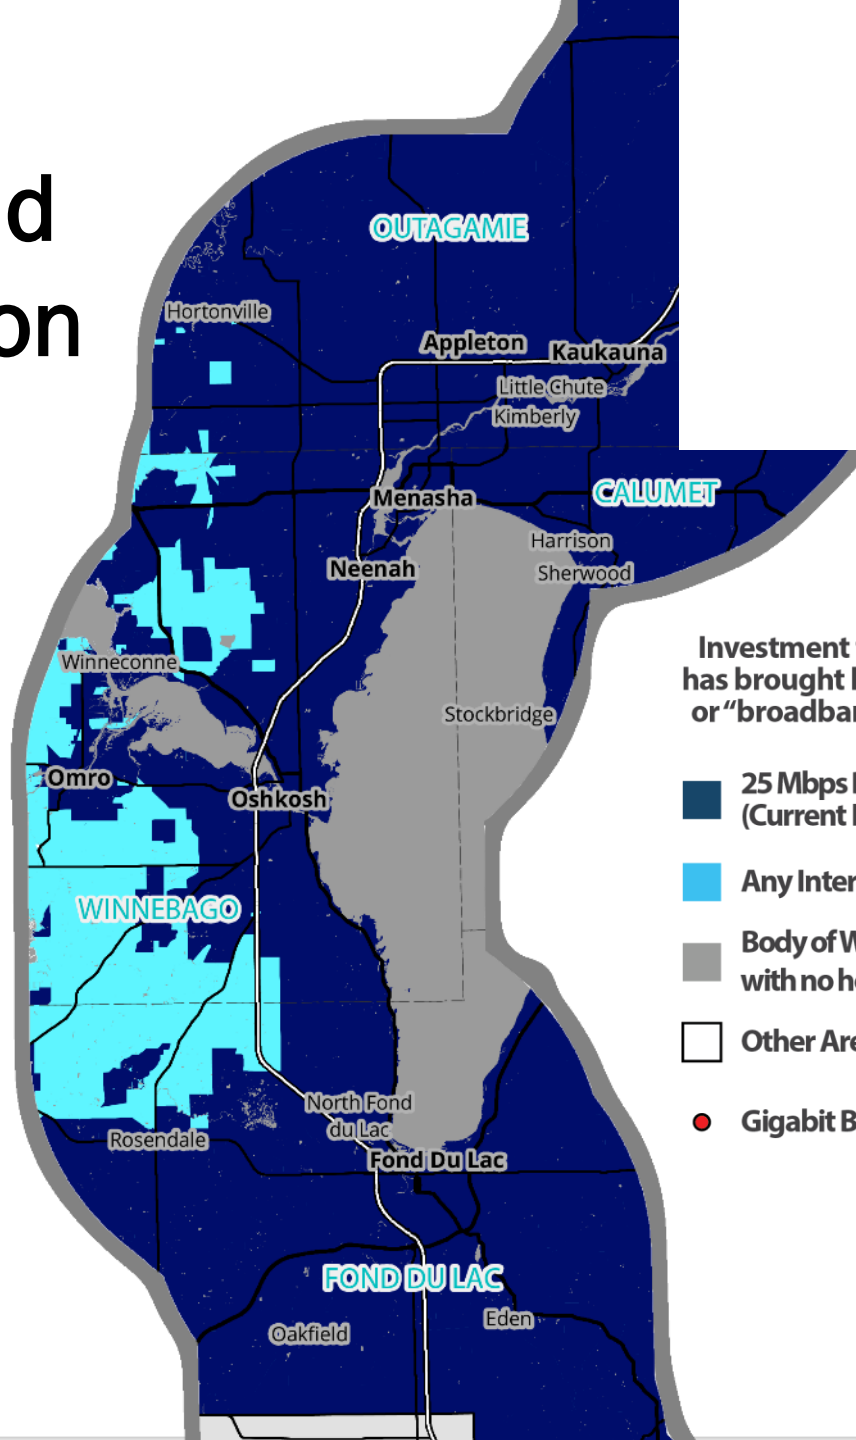 d
on
OUTAGAMIE
Hortonville
Appleton
Kaukauna
Little Chute
Kimberly
Menasha
CALUMET
Harrison
Neenah
Sherwood
Investment
has brought
Winneconne
or “broadba
Stockbridge
Omro
25 Mbps
Oshkosh
(Current
Any Inter
WINNEBAGO
Body of W
with no h
Other Are
North Fond
du Lac
Gigabit B
Rosendale
Fond Du Lac
FOND DU LAC
Eden
Oakfield